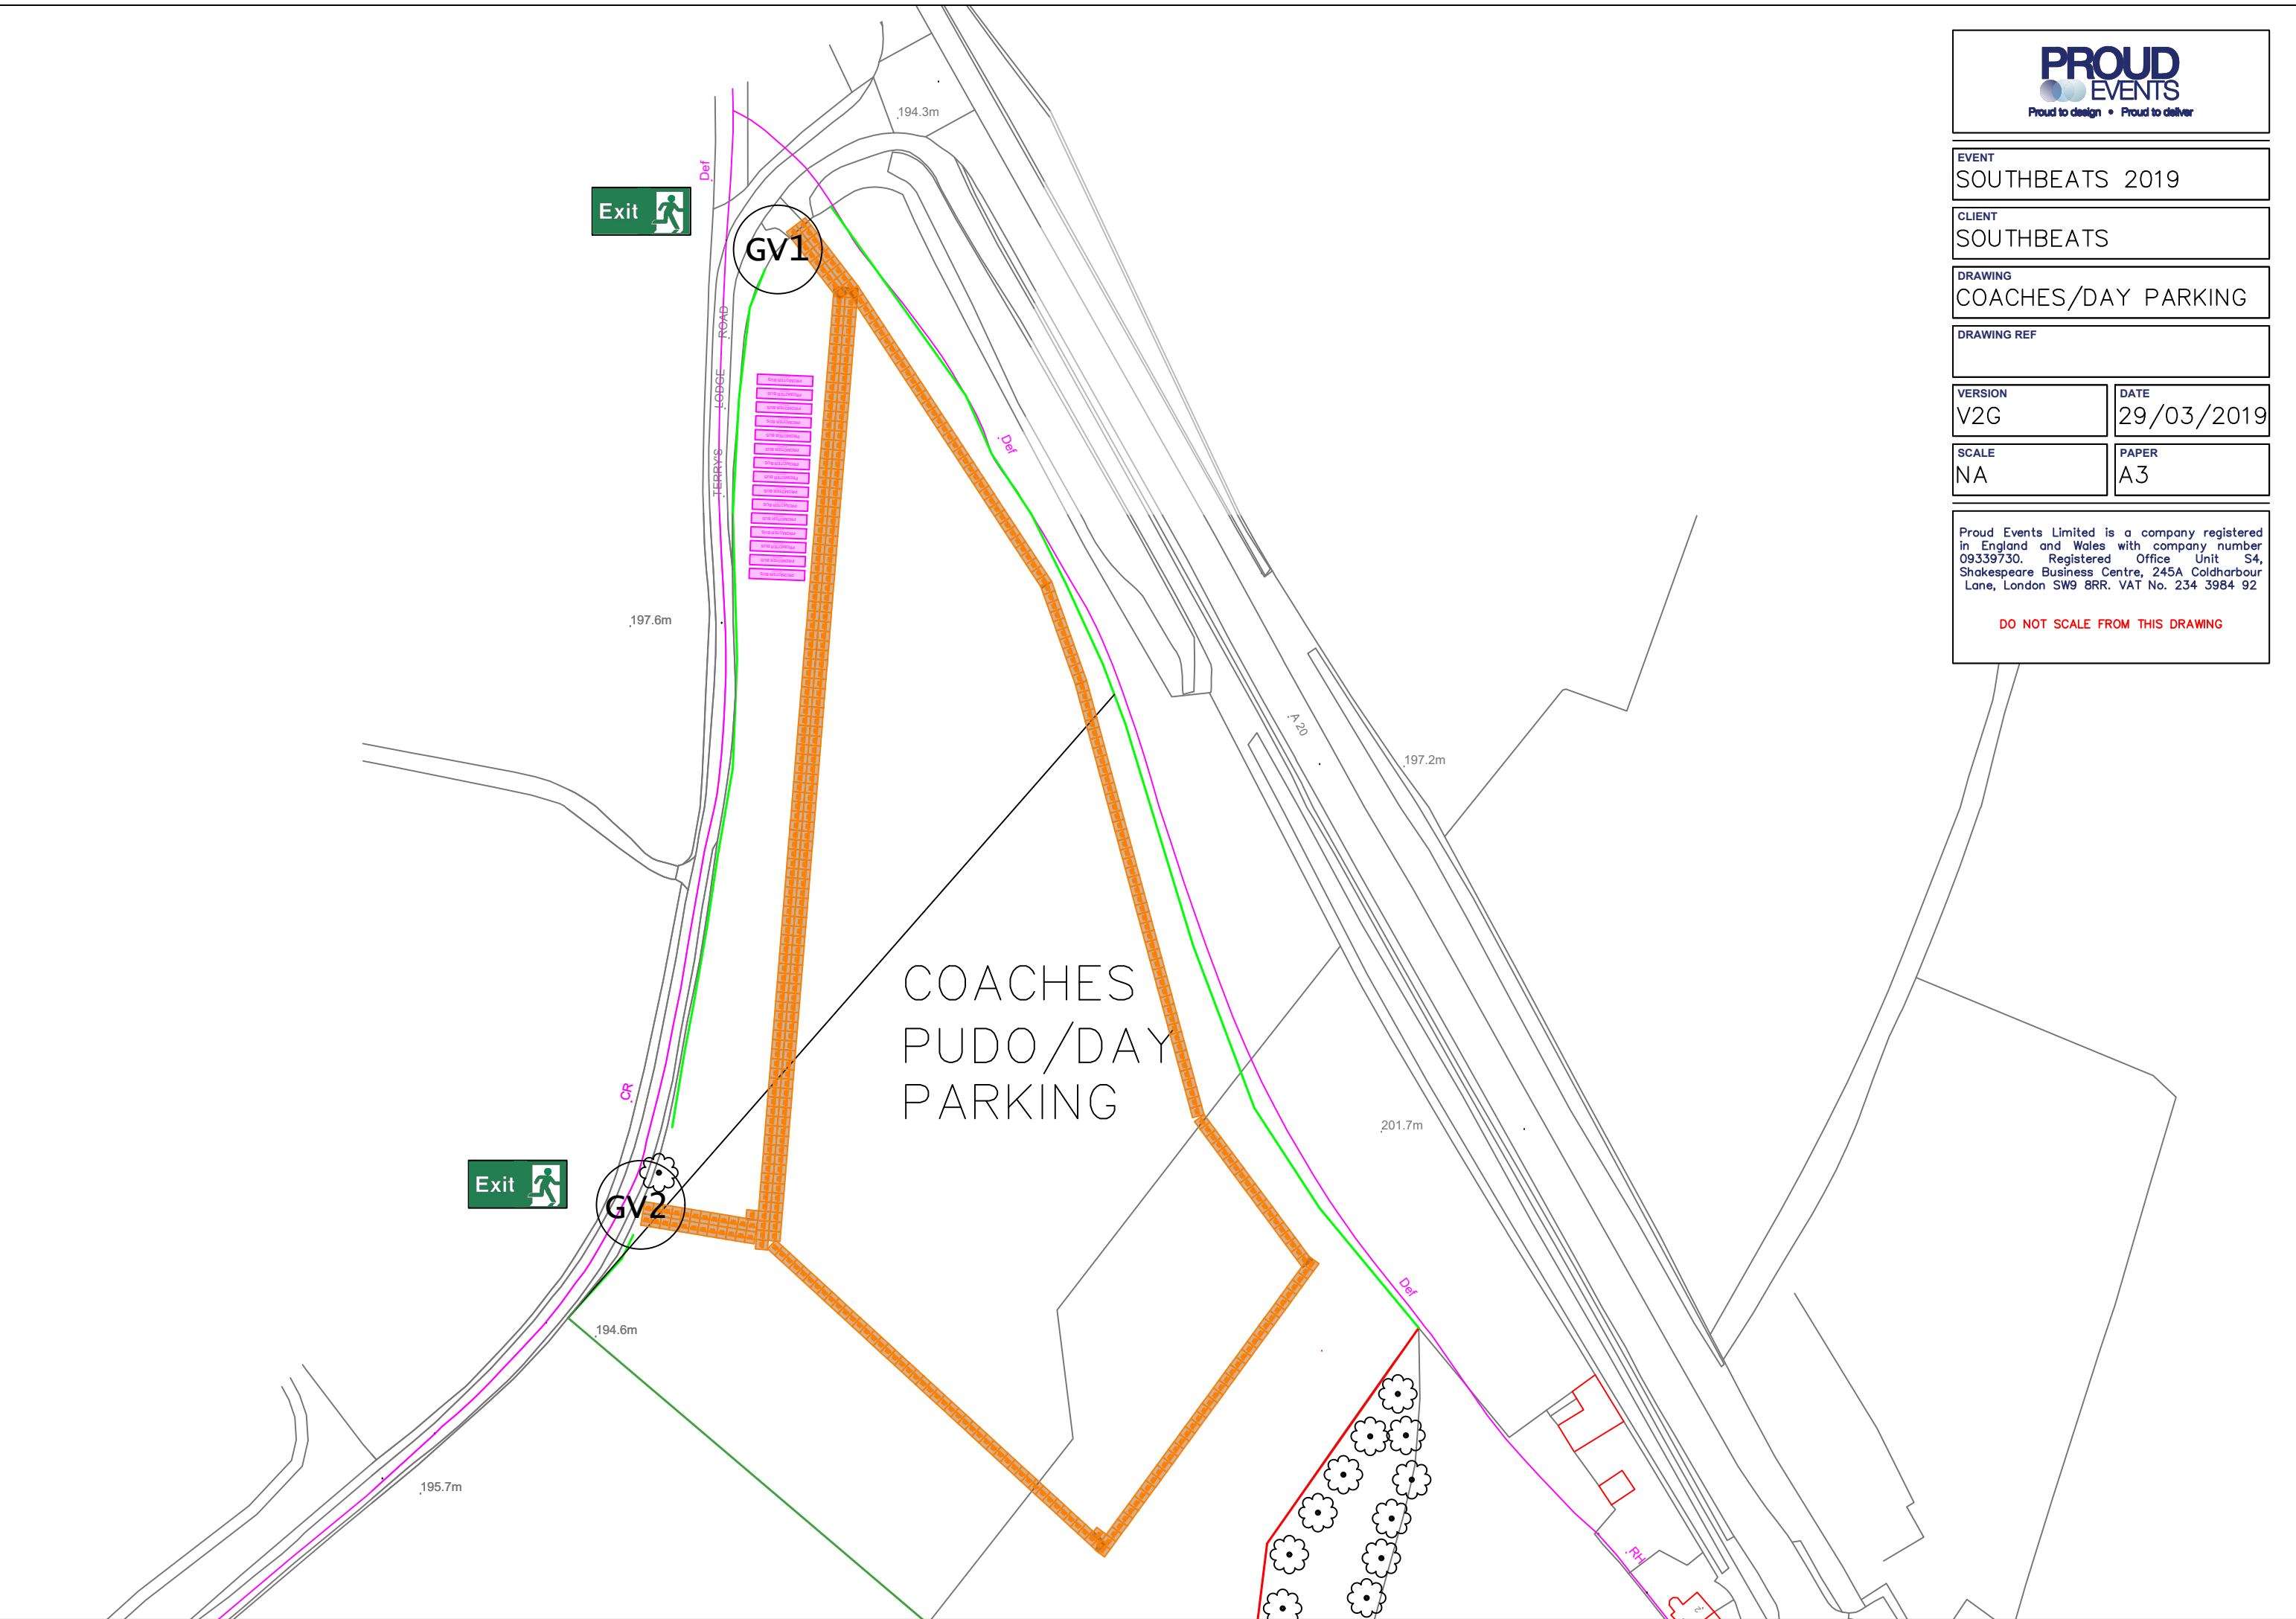 PROUD
EVENTS
Proud to design • Proud to deliver
EVENT
SOUTHBEATS 2019
CLIENT
SOUTHBEATS
DRAWING
COACHES/DAY PARKING
DRAWING REF
VERSION
V2G
DATE
29/03/2019
SCALE
NA
PAPER
A3
Proud Events Limited is a company registered
in England and Wales with company number
09339730. Registered Office Unit S4,
Shakespeare Business Centre, 245A Coldharbour
Lane, London SW9 8RR. VAT No. 234 3984 92
DO NOT SCALE FROM THIS DRAWING
194.3m
Def
Exit
GV1
TERRY'S LODGE ROAD
Def
197.6m
A 20
197.2m
COACHES
PUDO/DAY
PARKING
CR
201.7m
Exit
GV2
Def
194.6m
195.7m
RH